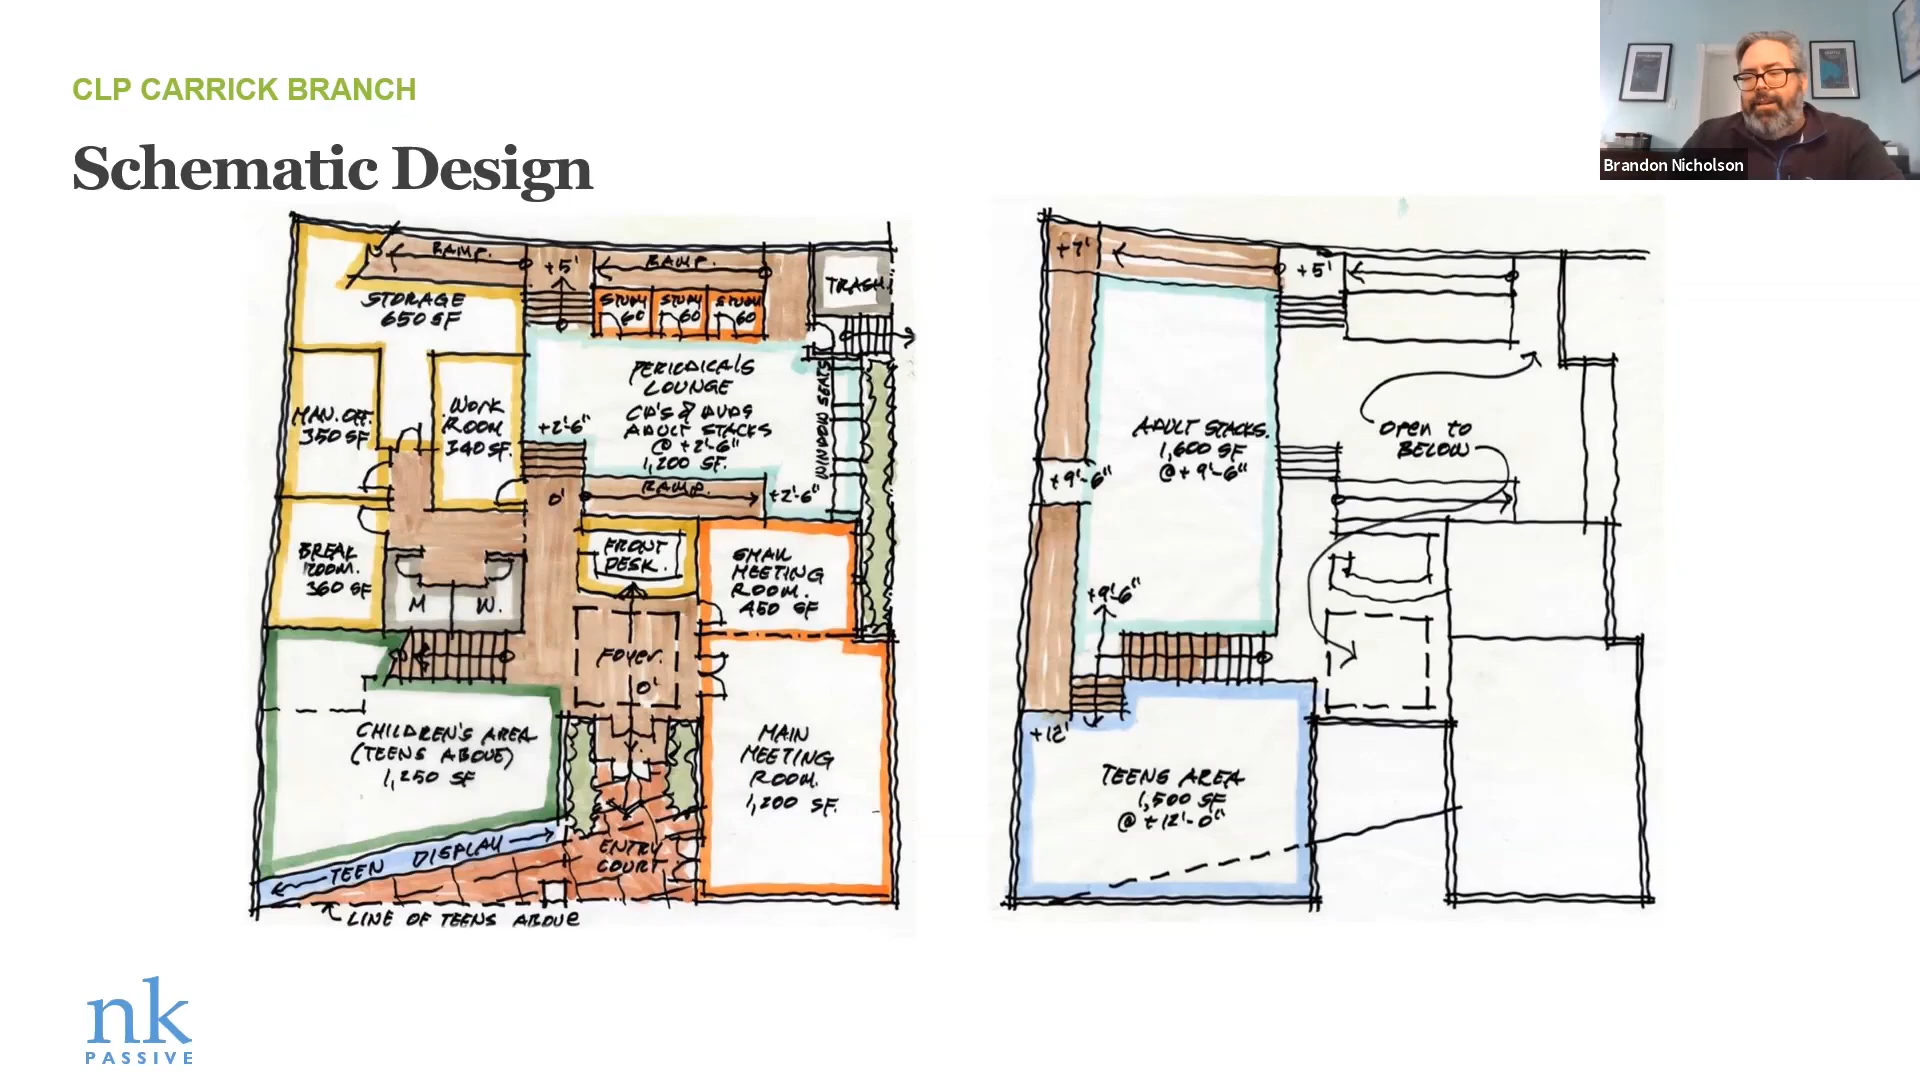 CLP CARRICK BRANCH
Schematic Design
Brandon Nicholson
RAMP.
+5'
RAMP.
TRASH
STORAGE
650 SF
STUDY
60
STUDY
60
STUDY
60
PERIODICALS
LOUNGE
CD'S & DVDS
ADULT STACKS
@ +2'-6"
1,200 SF.
WINDOW SEATS
MAN. OFF.
350 SF
WORK
ROOM
340 SF.
+2'-6"
0'
RAMP.
+2'-6"
BREAK
ROOM.
360 SF
M
W.
FRONT
DESK.
SMALL
MEETING
ROOM.
450 SF
FOYER.
0'
CHILDREN'S AREA
(TEENS ABOVE)
1,250 SF
MAIN
MEETING
ROOM.
1,200 SF.
TEEN DISPLAY
ENTRY
COURT
LINE OF TEENS ABOVE
+7'
+5'
ADULT STACKS.
1,600 SF
@ + 9'-6"
OPEN TO
BELOW
+9'-6"
+9'-6"
+12'
TEENS AREA
1,500 SF
@ +12'-0"
nk
PASSIVE